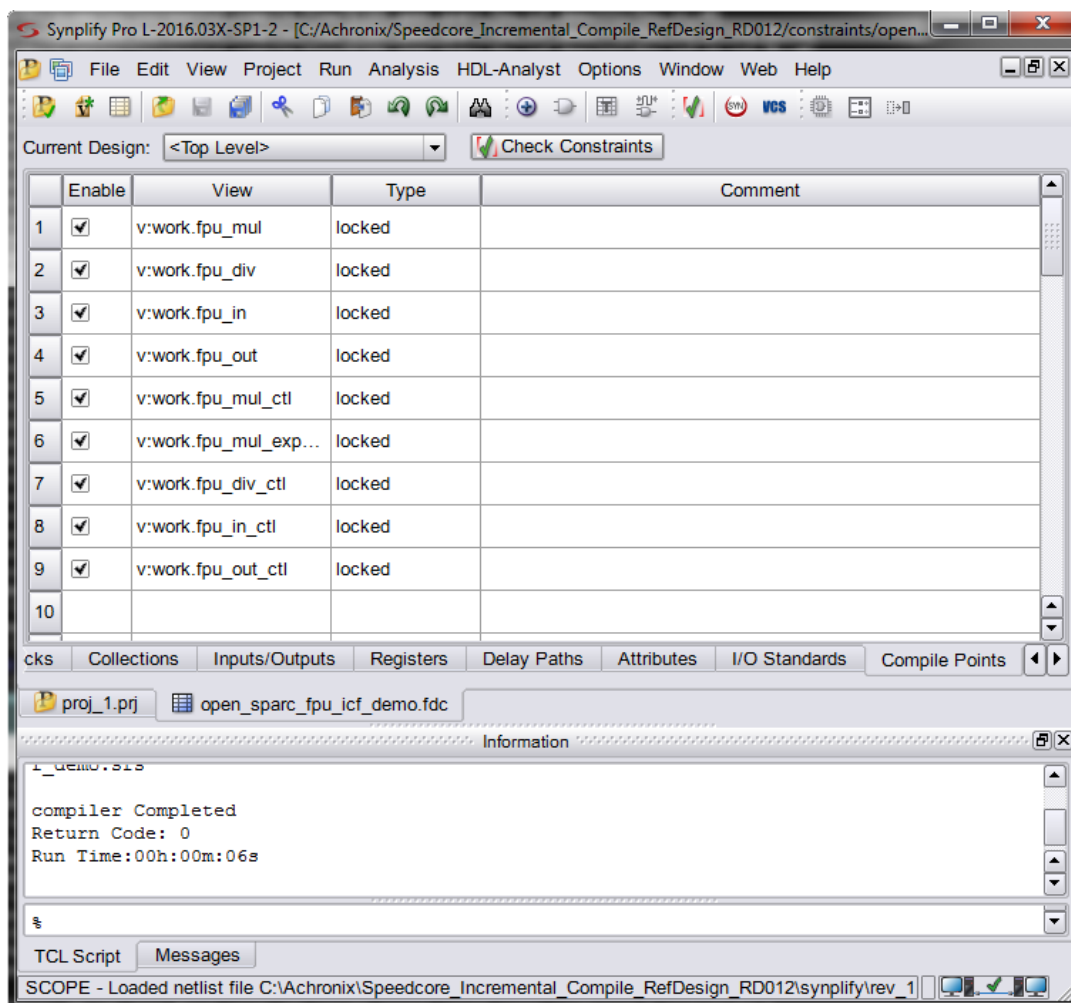 Synplify Pro L-2016.03X-SP1-2 - [C:/Achronix/Speedcore_Incremental_Compile_RefDesign_RD012/constraints/open...
File Edit View Project Run Analysis HDL-Analyst Options Window Web Help
SYN VCS
Current Design: <Top Level> Check Constraints
Enable View Type Comment
1 v:work.fpu_mul locked
2 v:work.fpu_div locked
3 v:work.fpu_in locked
4 v:work.fpu_out locked
5 v:work.fpu_mul_ctl locked
6 v:work.fpu_mul_exp... locked
7 v:work.fpu_div_ctl locked
8 v:work.fpu_in_ctl locked
9 v:work.fpu_out_ctl locked
10
cks Collections Inputs/Outputs Registers Delay Paths Attributes I/O Standards Compile Points
proj_1.prj open_sparc_fpu_icf_demo.fdc
Information
compiler Completed
Return Code: 0
Run Time:00h:00m:06s
%
TCL Script Messages
SCOPE - Loaded netlist file C:\Achronix\Speedcore_Incremental_Compile_RefDesign_RD012\synplify\rev_1